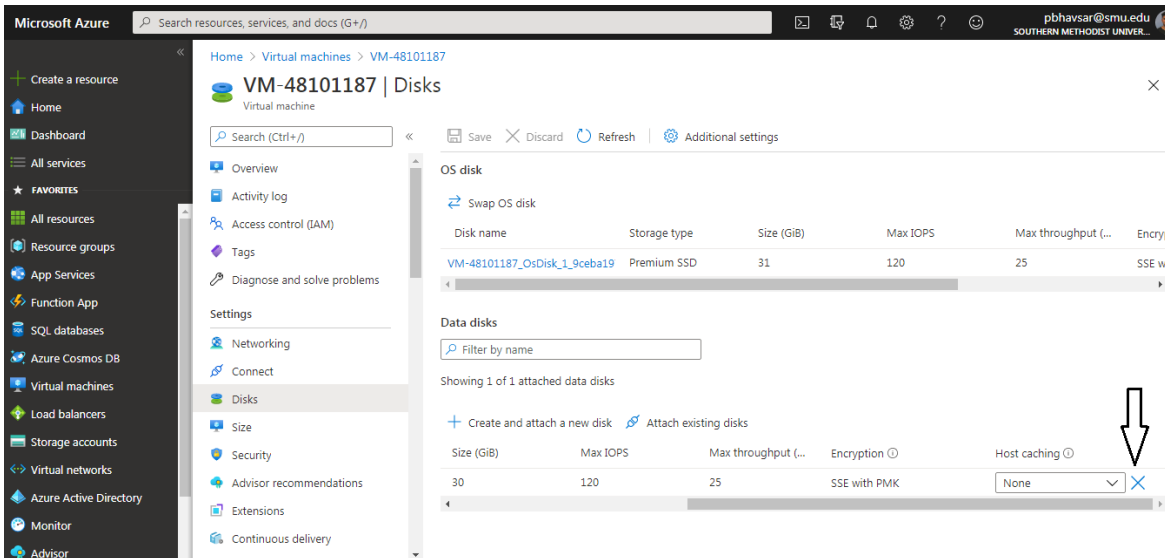 Microsoft Azure
Search resources, services, and docs (G+/)
pbhavsar@smu.edu
SOUTHERN METHODIST UNIVER...
Create a resource
Home
Dashboard
All services
FAVORITES
All resources
Resource groups
App Services
Function App
SQL databases
Azure Cosmos DB
Virtual machines
Load balancers
Storage accounts
Virtual networks
Azure Active Directory
Monitor
Advisor
Home > Virtual machines > VM-48101187
VM-48101187 | Disks
Virtual machine
Search (Ctrl+/)
Overview
Activity log
Access control (IAM)
Tags
Diagnose and solve problems
Settings
Networking
Connect
Disks
Size
Security
Advisor recommendations
Extensions
Continuous delivery
Save Discard Refresh Additional settings
OS disk
Swap OS disk
Disk name Storage type Size (GiB) Max IOPS Max throughput (... Encry
VM-48101187_OsDisk_1_9ceba19 Premium SSD 31 120 25 SSE w
Data disks
Filter by name
Showing 1 of 1 attached data disks
Create and attach a new disk Attach existing disks
Size (GiB) Max IOPS Max throughput (... Encryption Host caching
30 120 25 SSE with PMK None